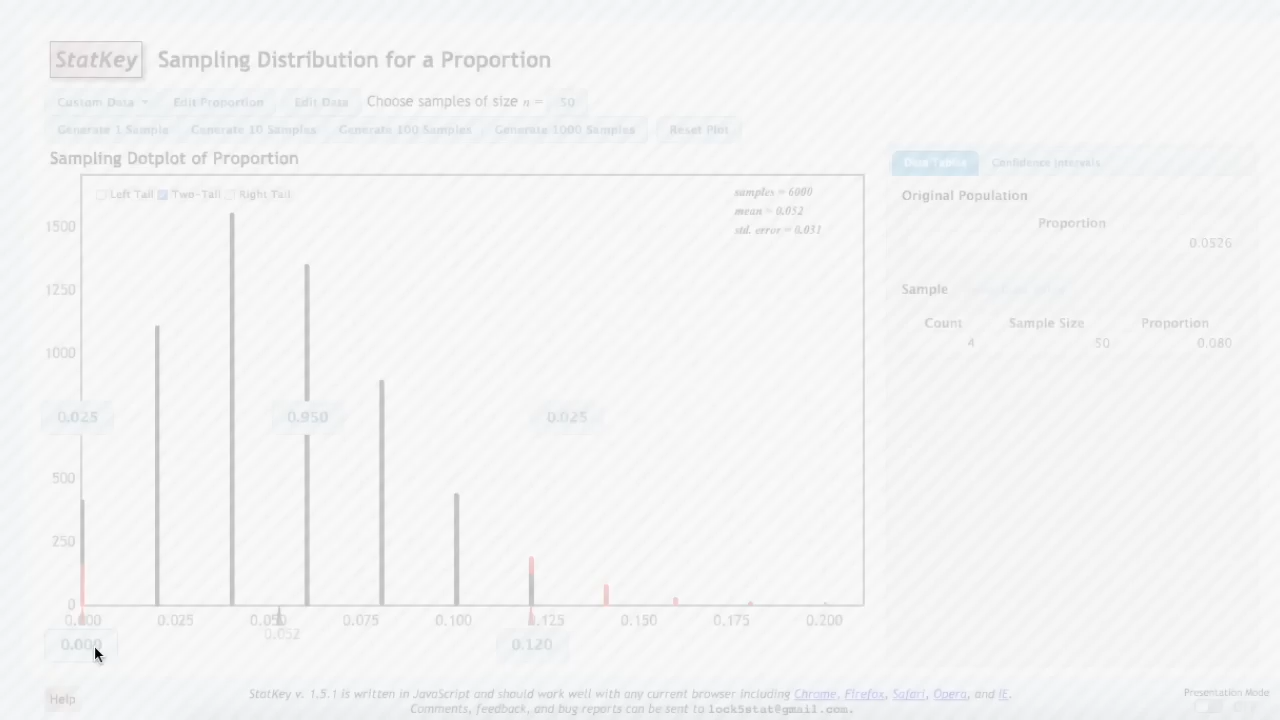 StatKey Sampling Distribution for a Proportion
Custom Data Edit Proportion Edit Data Choose samples of size n = 50
Generate 1 Sample Generate 10 Samples Generate 100 Samples Generate 1000 Samples Reset Plot
Sampling Dotplot of Proportion
Data Tables Confidence Intervals
Left Tail Two-Tail Right Tail
samples = 6000
mean = 0.052
std. error = 0.031
Original Population
Proportion
0.0526
Sample
Count Sample Size Proportion
4 50 0.080
1500
1250
1000
0.025 0.950 0.025
500
250
0
0.000 0.025 0.050 0.075 0.100 0.125 0.150 0.175 0.200
0.052
0.000 0.120
Help
StatKey v. 1.5.1 is written in JavaScript and should work well with any current browser including Chrome, Firefox, Safari, Opera, and IE.
Comments, feedback, and bug reports can be sent to lock5stat@gmail.com.
Presentation Mode